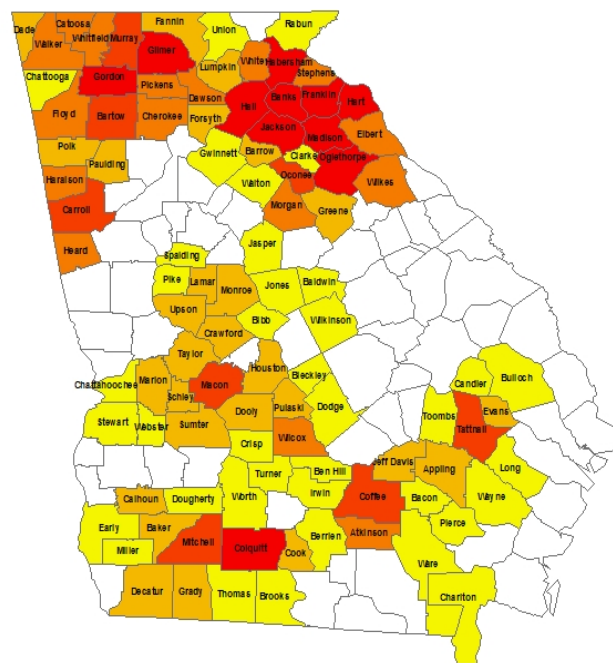 Dade
Catoosa
Fannin
Union
Rabun
Walker
Whitfield
Murray
Gilmer
Lumpkin
White
Habersham
Stephens
Chattooga
Gordon
Pickens
Dawson
Hall
Banks
Franklin
Hart
Floyd
Bartow
Cherokee
Forsyth
Jackson
Madison
Elbert
Polk
Paulding
Gwinnett
Barrow
Clarke
Oglethorpe
Haralson
Walton
Oconee
Wilkes
Carroll
Morgan
Greene
Heard
Jasper
Spalding
Pike
Lamar
Monroe
Jones
Baldwin
Upson
Bibb
Wilkinson
Crawford
Taylor
Houston
Bleckley
Chattahoochee
Marion
Macon
Schley
Dooly
Pulaski
Dodge
Candler
Bulloch
Stewart
Webster
Sumter
Wilcox
Toombs
Evans
Tattnall
Crisp
Turner
Ben Hill
Jeff Davis
Appling
Long
Calhoun
Dougherty
Worth
Irwin
Coffee
Bacon
Wayne
Early
Baker
Mitchell
Colquitt
Cook
Berrien
Atkinson
Pierce
Miller
Ware
Decatur
Grady
Thomas
Brooks
Charlton